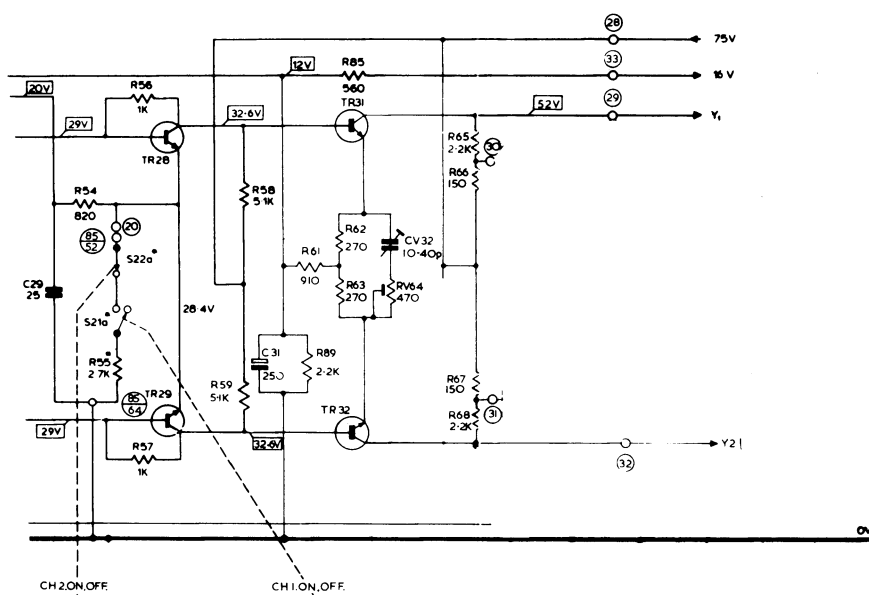 28
75V
33
12V
R85
560
16V
20V
R56
1K
TR31
29
52V
Y1
32·6V
29V
TR28
R65
2·2K
30
R66
150
R58
5·1K
R54
820
20
85
52
R62
270
CV32
10-40p
S22a*
R61
910
R63
270
RV64
470
C29
25
28·4V
S21a*
C31
250
R89
2·2K
R55*
2·7K
R67
150
R59
5·1K
TR29
85
64
TR32
31
R68
2·2K
29V
32·6V
Y2
32
R57
1K
0V
CH2.ON,OFF.
CH1.ON,OFF.